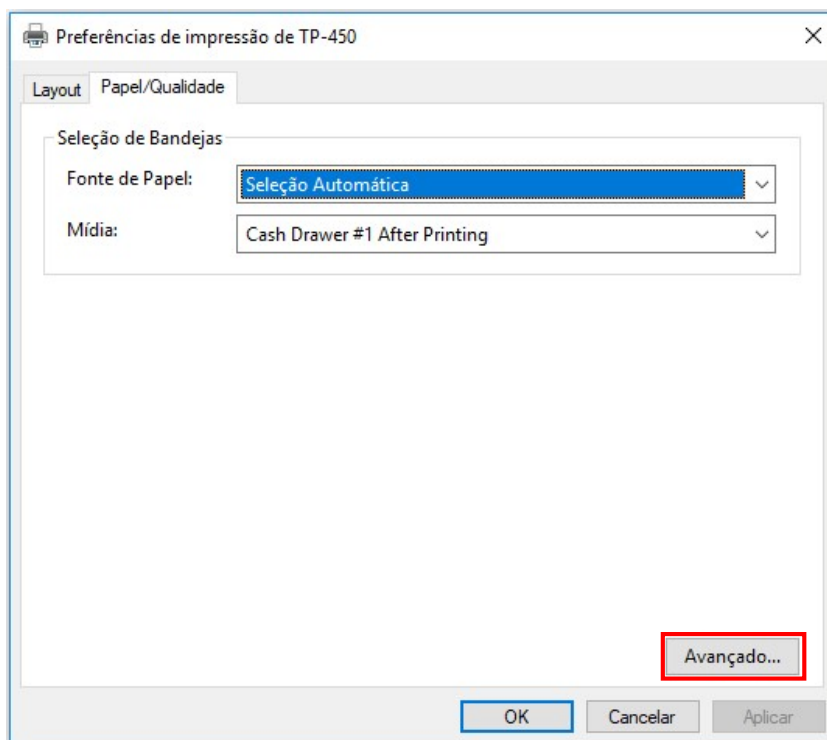 Preferências de impressão de TP-450
Layout
Papel/Qualidade
Seleção de Bandejas
Fonte de Papel:
Seleção Automática
Mídia:
Cash Drawer #1 After Printing
Avançado...
OK
Cancelar
Aplicar